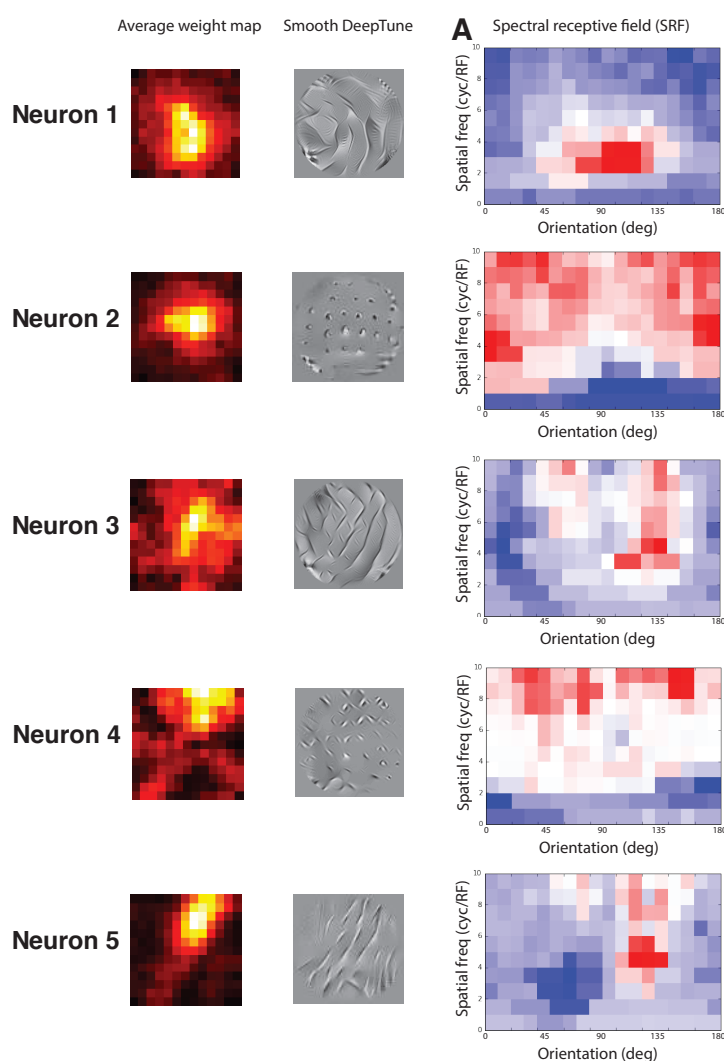 Average weight map Smooth DeepTune A Spectral receptive field (SRF)
Neuron 1
Spatial freq (cyc/RF)
10
8
6
4
2
0
0 45 90 135 180
Orientation (deg)
Neuron 2
Spatial freq (cyc/RF)
10
8
6
4
2
0
0 45 90 135 180
Orientation (deg)
Neuron 3
Spatial freq (cyc/RF)
10
8
6
4
2
0
0 45 90 135 180
Orientation (deg
Neuron 4
Spatial freq (cyc/RF)
10
8
6
4
2
0
0 45 90 135 180
Orientation (deg)
Neuron 5
Spatial freq (cyc/RF)
10
8
6
4
2
0
0 45 90 135 180
Orientation (deg)